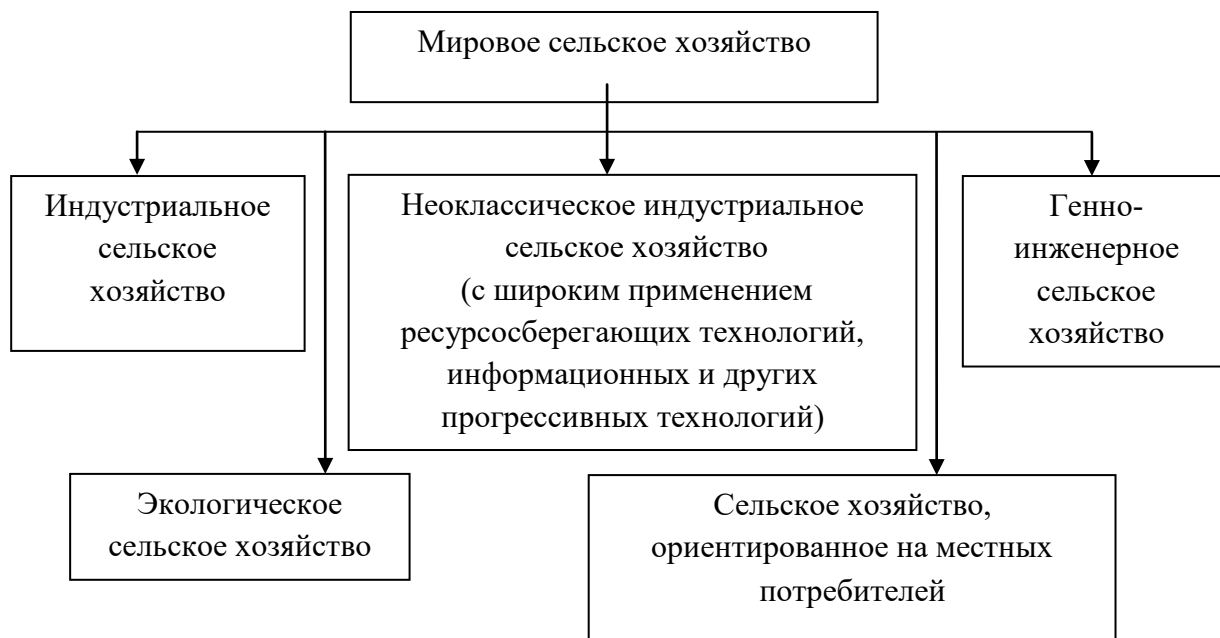 Мировое сельское хозяйство
Индустриальное
сельское
хозяйство
Неоклассическое индустриальное
сельское хозяйство
(с широким применением
ресурсосберегающих технологий,
информационных и других
прогрессивных технологий)
Генно-
инженерное
сельское
хозяйство
Экологическое
сельское хозяйство
Сельское хозяйство,
ориентированное на местных
потребителей